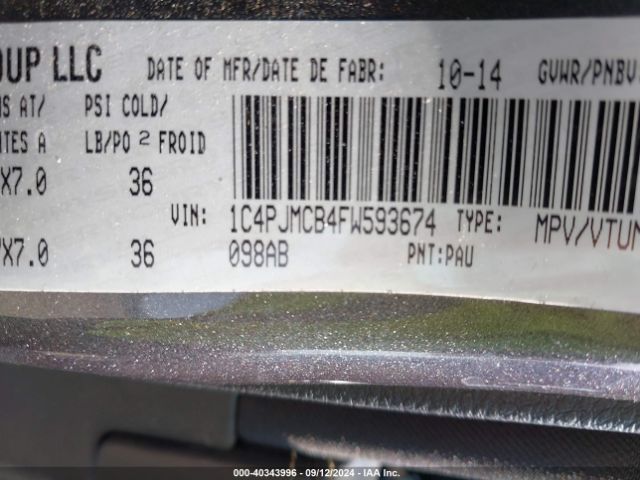 OUP LLC DATE OF MFR/DATE DE FABR: 10-14 GVWR/PNBV
AT/ PSI COLD/
A LB/PO 2 FROID
X7.0 36
VIN: 1C4PJMCB4FW593674 TYPE: MPV/VTUM
X7.0 36 098AB PNT:PAU
000-40343996 - 09/12/2024 - IAA Inc.